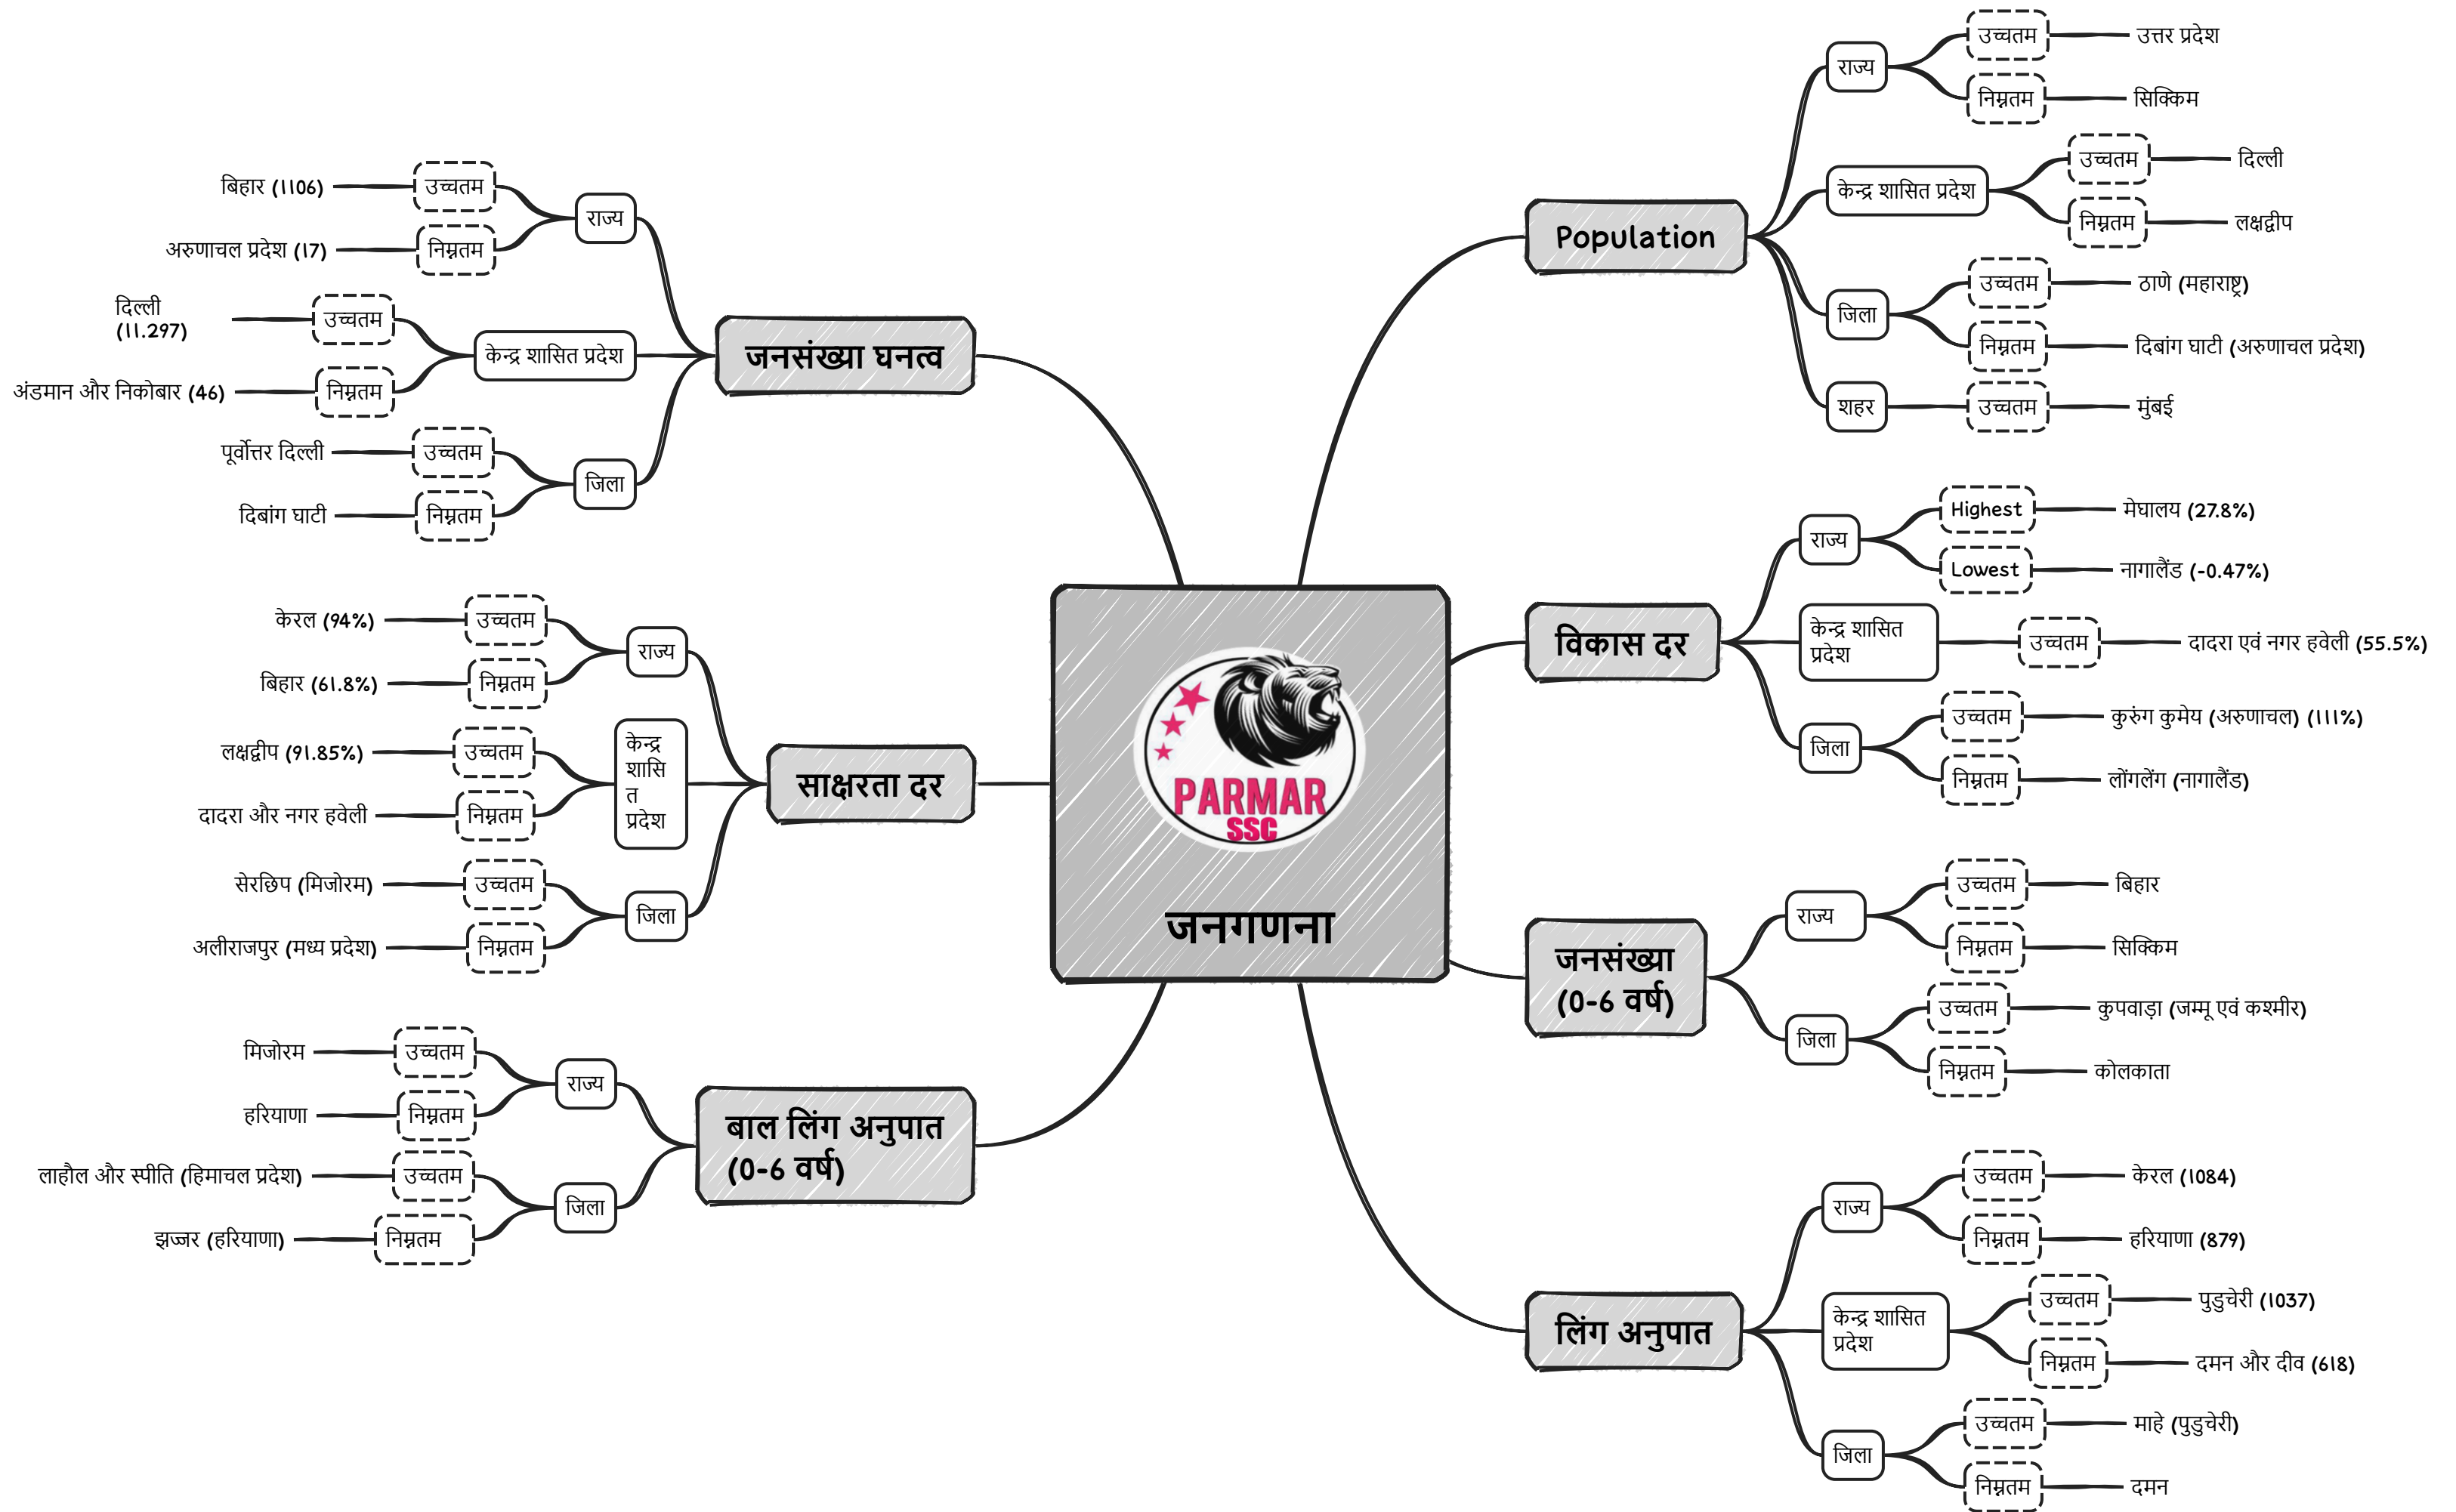 जनगणना
PARMAR
SSC
Population
राज्य
उच्चतम
उत्तर प्रदेश
निम्नतम
सिक्किम
केन्द्र शासित प्रदेश
उच्चतम
दिल्ली
निम्नतम
लक्षद्वीप
जिला
उच्चतम
ठाणे (महाराष्ट्र)
निम्नतम
दिबांग घाटी (अरुणाचल प्रदेश)
शहर
उच्चतम
मुंबई
विकास दर
राज्य
Highest
मेघालय (27.8%)
Lowest
नागालैंड (-0.47%)
केन्द्र शासित
प्रदेश
उच्चतम
दादरा एवं नगर हवेली (55.5%)
जिला
उच्चतम
कुरुंग कुमेय (अरुणाचल) (111%)
निम्नतम
लोंगलेंग (नागालैंड)
जनसंख्या
(0-6 वर्ष)
राज्य
उच्चतम
बिहार
निम्नतम
सिक्किम
जिला
उच्चतम
कुपवाड़ा (जम्मू एवं कश्मीर)
निम्नतम
कोलकाता
लिंग अनुपात
राज्य
उच्चतम
केरल (1084)
निम्नतम
हरियाणा (879)
केन्द्र शासित
प्रदेश
उच्चतम
पुडुचेरी (1037)
निम्नतम
दमन और दीव (618)
जिला
उच्चतम
माहे (पुडुचेरी)
निम्नतम
दमन
जनसंख्या घनत्व
राज्य
उच्चतम
बिहार (1106)
निम्नतम
अरुणाचल प्रदेश (17)
केन्द्र शासित प्रदेश
उच्चतम
दिल्ली
(11.297)
निम्नतम
अंडमान और निकोबार (46)
जिला
उच्चतम
पूर्वोत्तर दिल्ली
निम्नतम
दिबांग घाटी
साक्षरता दर
राज्य
उच्चतम
केरल (94%)
निम्नतम
बिहार (61.8%)
केन्द्र
शासि
त
प्रदेश
उच्चतम
लक्षद्वीप (91.85%)
निम्नतम
दादरा और नगर हवेली
जिला
उच्चतम
सेरछिप (मिजोरम)
निम्नतम
अलीराजपुर (मध्य प्रदेश)
बाल लिंग अनुपात
(0-6 वर्ष)
राज्य
उच्चतम
मिजोरम
निम्नतम
हरियाणा
जिला
उच्चतम
लाहौल और स्पीति (हिमाचल प्रदेश)
निम्नतम
झज्जर (हरियाणा)